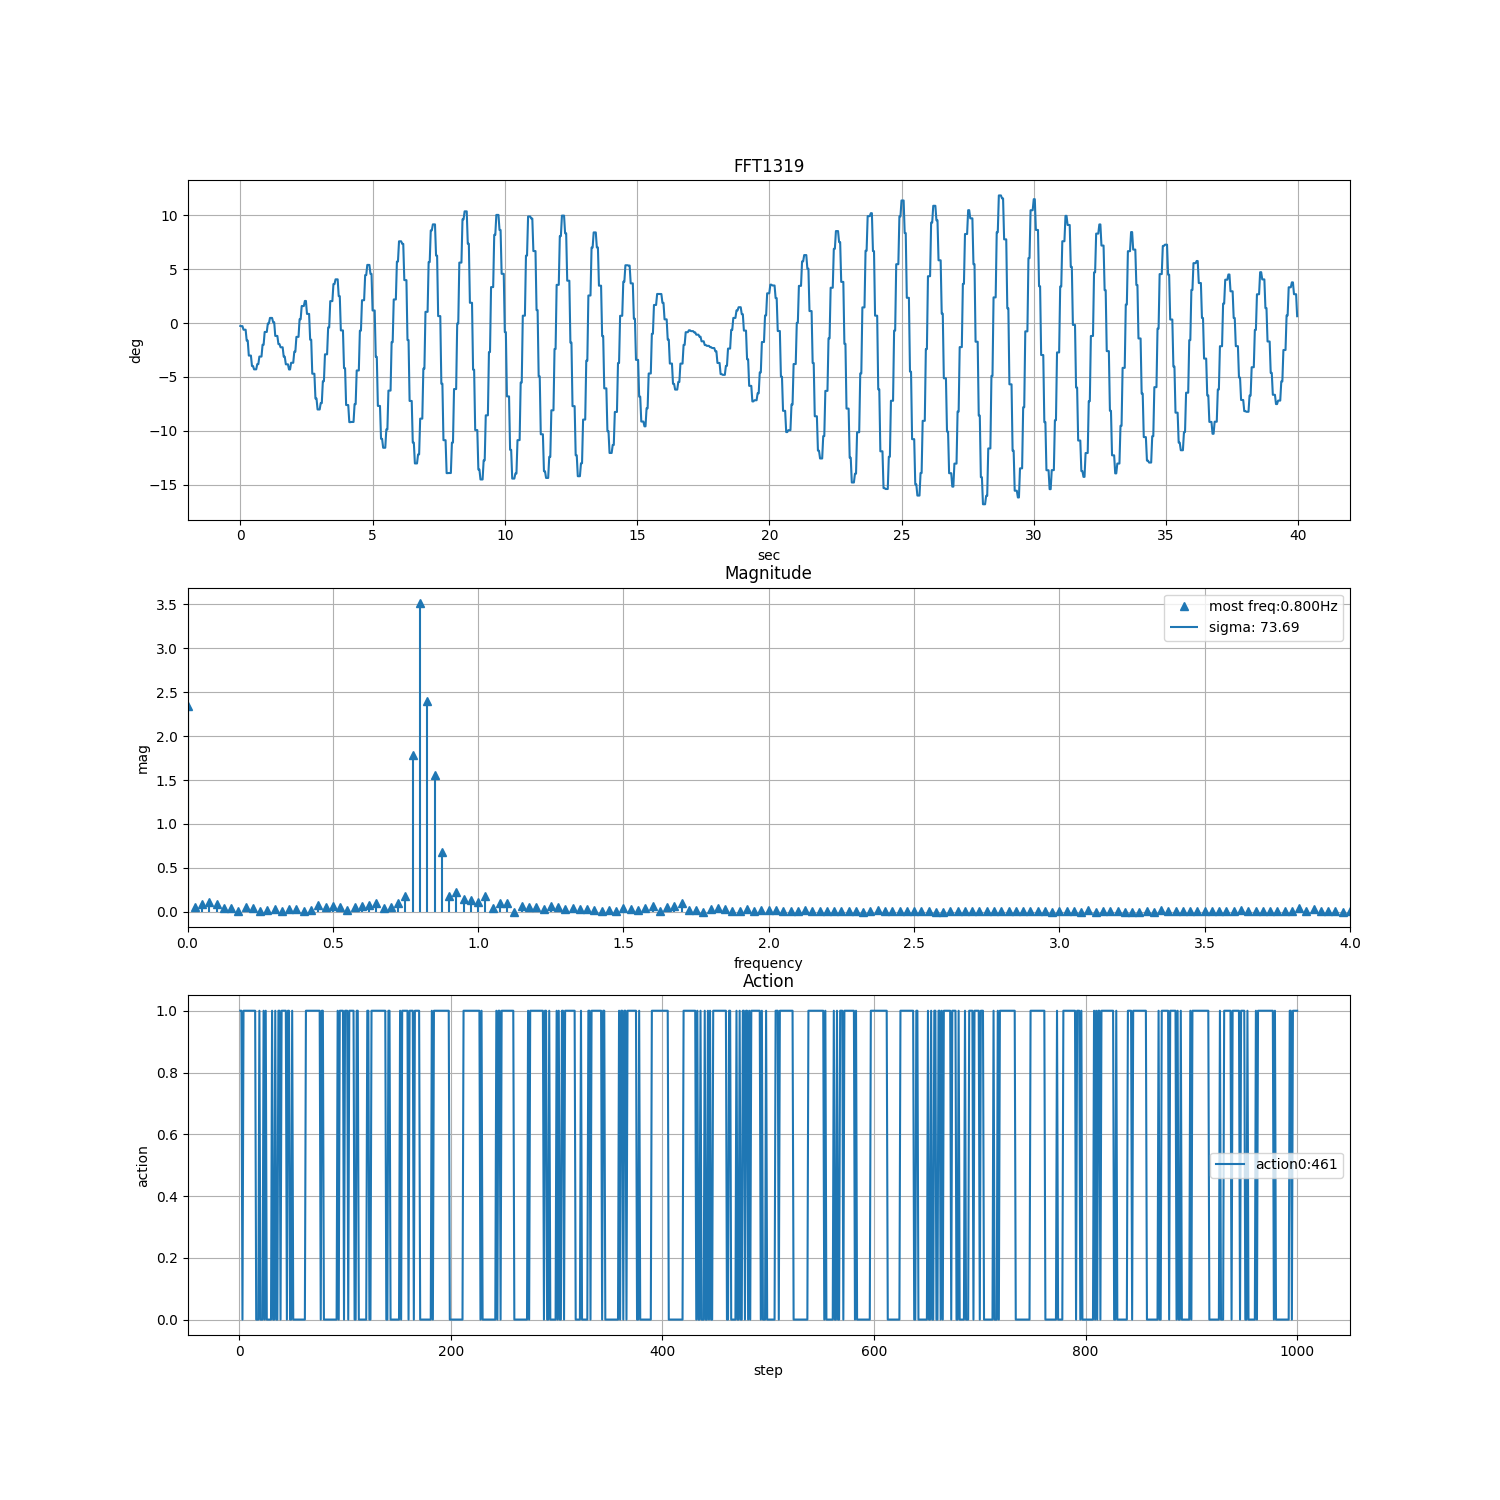 FFT1319
10
5
0
−5
−10
−15
deg
0 5 10 15 20 25 30 35 40
sec
Magnitude
3.5
3.0
2.5
2.0
1.5
1.0
0.5
0.0
mag
most freq:0.800Hz
sigma: 73.69
0.0 0.5 1.0 1.5 2.0 2.5 3.0 3.5 4.0
frequency
Action
1.0
0.8
0.6
0.4
0.2
0.0
action
action0:461
0 200 400 600 800 1000
step